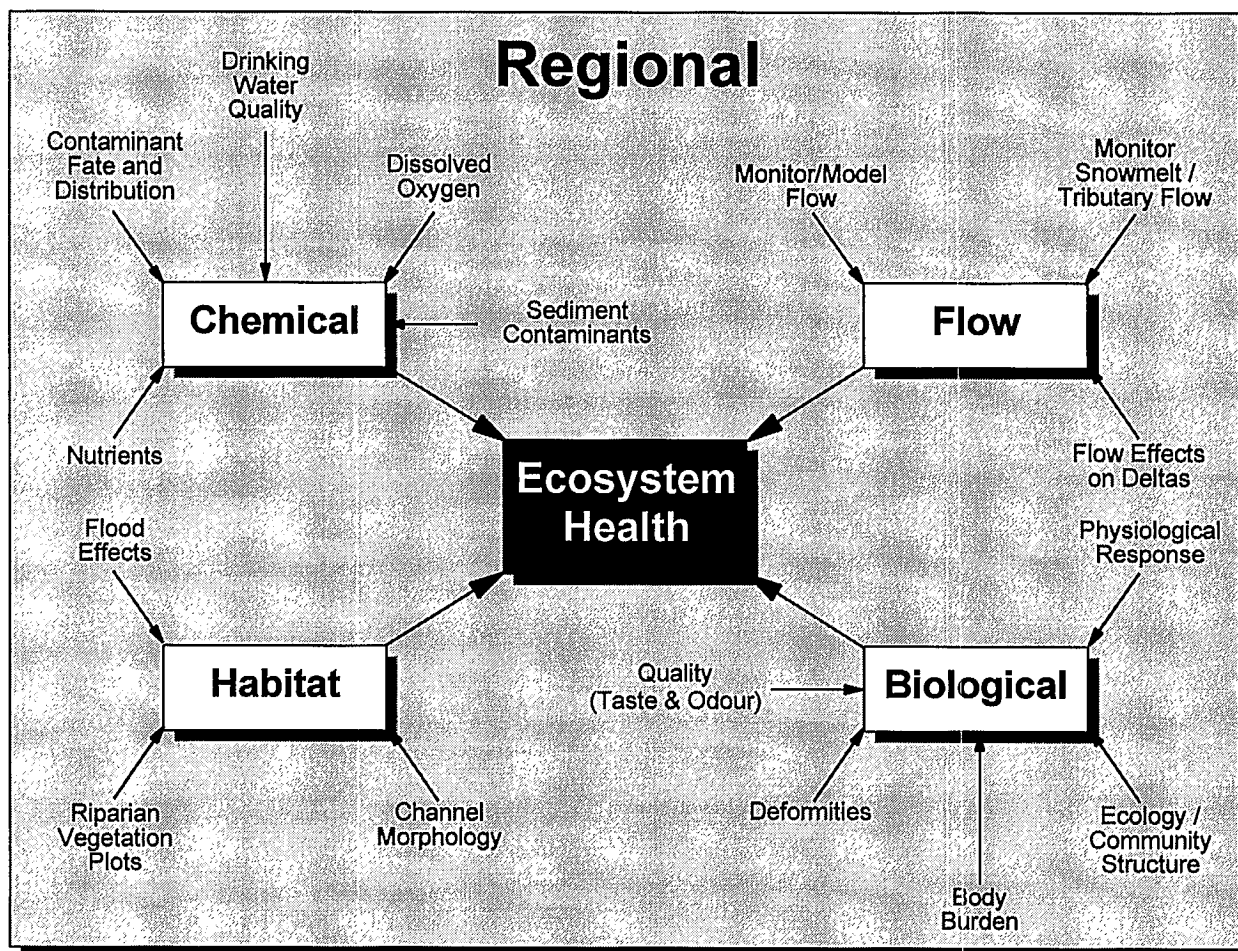 Regional
Drinking
Water
Quality
Contaminant
Fate and
Distribution
Dissolved
Oxygen
Monitor/Model
Flow
Monitor
Snowmelt /
Tributary Flow
Chemical
Sediment
Contaminants
Flow
Nutrients
Ecosystem
Health
Flow Effects
on Deltas
Flood
Effects
Physiological
Response
Habitat
Quality
(Taste & Odour)
Biological
Riparian
Vegetation
Plots
Channel
Morphology
Deformities
Body
Burden
Ecology /
Community
Structure